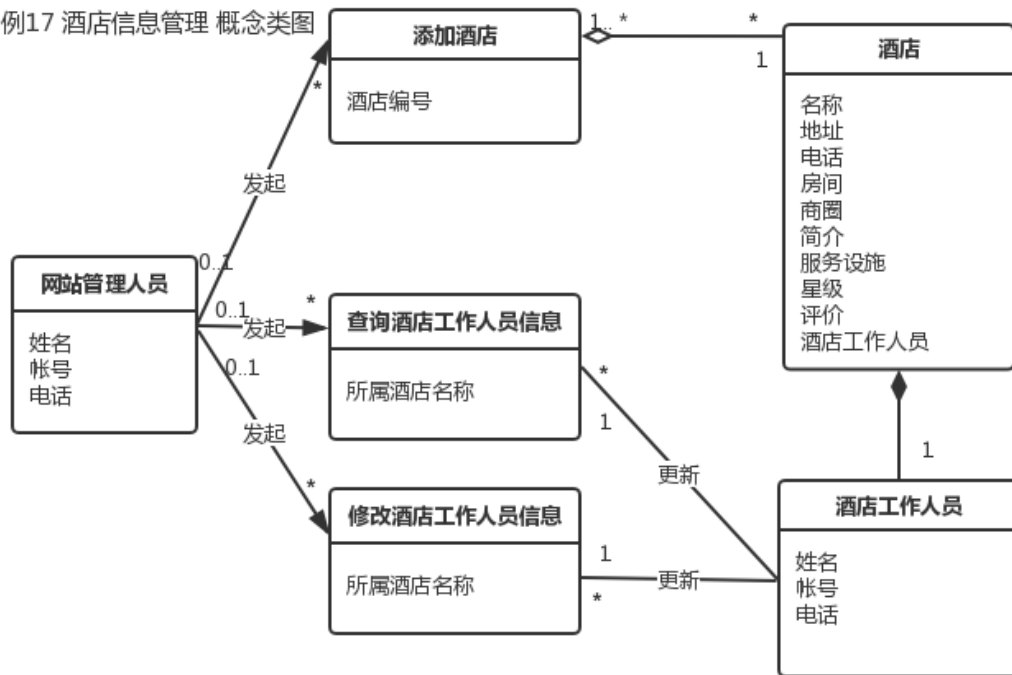 例17 酒店信息管理 概念类图
添加酒店
酒店编号
1.. *
*
1
酒店
名称
地址
电话
房间
商圈
简介
服务设施
星级
评价
酒店工作人员
*
发起
0..1
网站管理人员
姓名
帐号
电话
0..1
发起
*
查询酒店工作人员信息
所属酒店名称
0..1
发起
*
*
1
更新
修改酒店工作人员信息
所属酒店名称
1
*
更新
1
酒店工作人员
姓名
帐号
电话